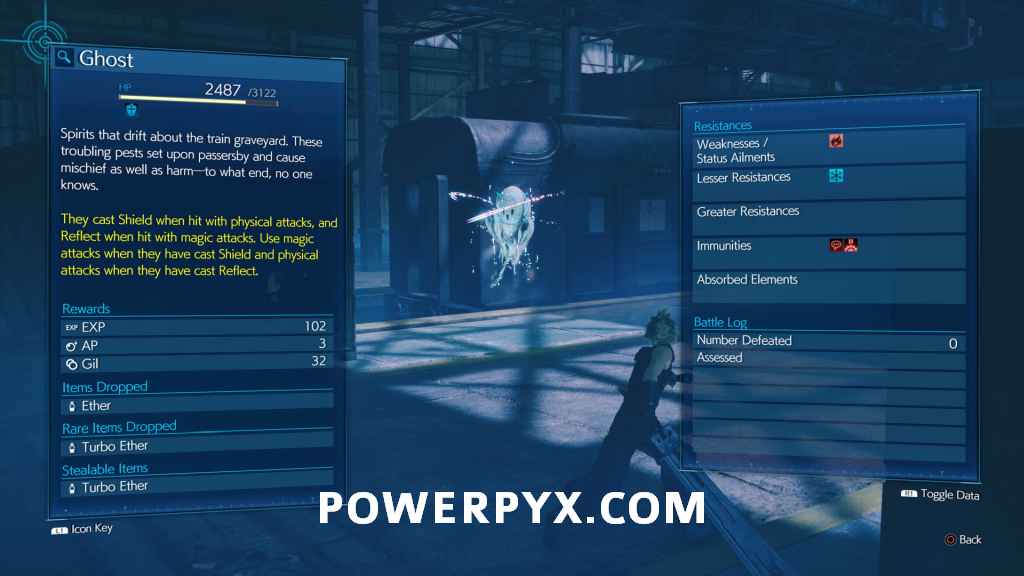 Ghost
HP 2487 /3122
Spirits that drift about the train graveyard. These
troubling pests set upon passersby and cause
mischief as well as harm—to what end, no one
knows.
They cast Shield when hit with physical attacks, and
Reflect when hit with magic attacks. Use magic
attacks when they have cast Shield and physical
attacks when they have cast Reflect.
Rewards
EXP EXP 102
AP 3
Gil 32
Items Dropped
Ether
Rare Items Dropped
Turbo Ether
Stealable Items
Turbo Ether
L1 Icon Key
Resistances
Weaknesses /
Status Ailments
Lesser Resistances
Greater Resistances
Immunities
Absorbed Elements
Battle Log
Number Defeated 0
Assessed
R1 Toggle Data
Back
POWERPYX.COM